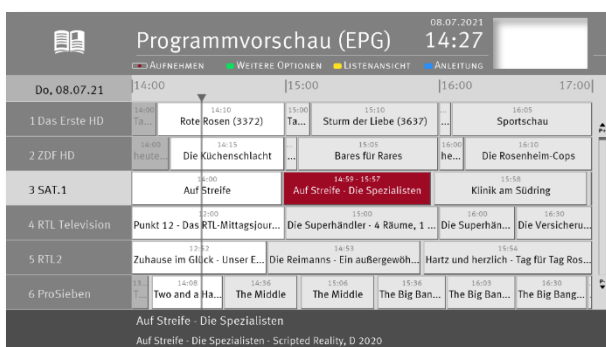 08.07.2021
Programmvorschau (EPG) 14:27
AUFNEHMEN WEITERE OPTIONEN LISTENANSICHT ANLEITUNG
Do, 08.07.21 14:00 15:00 16:00 17:00
14:00 14:10 15:00 15:10 ... 16:05
1 Das Erste HD Ta... Rote Rosen (3372) Ta... Sturm der Liebe (3637) ... Sportschau
14:00 14:15 15:05 16:00 16:10
2 ZDF HD heute... Die Küchenschlacht ... Bares für Rares he... Die Rosenheim-Cops
14:00 14:59 - 15:57 15:58
3 SAT.1 Auf Streife Auf Streife - Die Spezialisten Klinik am Südring
12:00 15:00 16:00 16:30
4 RTL Television Punkt 12 - Das RTL-Mittagsjour... Die Superhändler - 4 Räume, 1 ... Die Superhän... Die Versicheru...
12:52 14:53 15:54
5 RTL2 Zuhause im Glück - Unser E... Die Reimanns - Ein außergewöh... Hartz und herzlich - Tag für Tag Ros...
13... 14:08 14:36 15:06 15:36 16:03 16:30
6 ProSieben T... Two and a Ha... The Middle The Middle The Big Ban... The Big Ban... The Big Bang...
Auf Streife - Die Spezialisten
Auf Streife - Die Spezialisten - Scripted Reality, D 2020